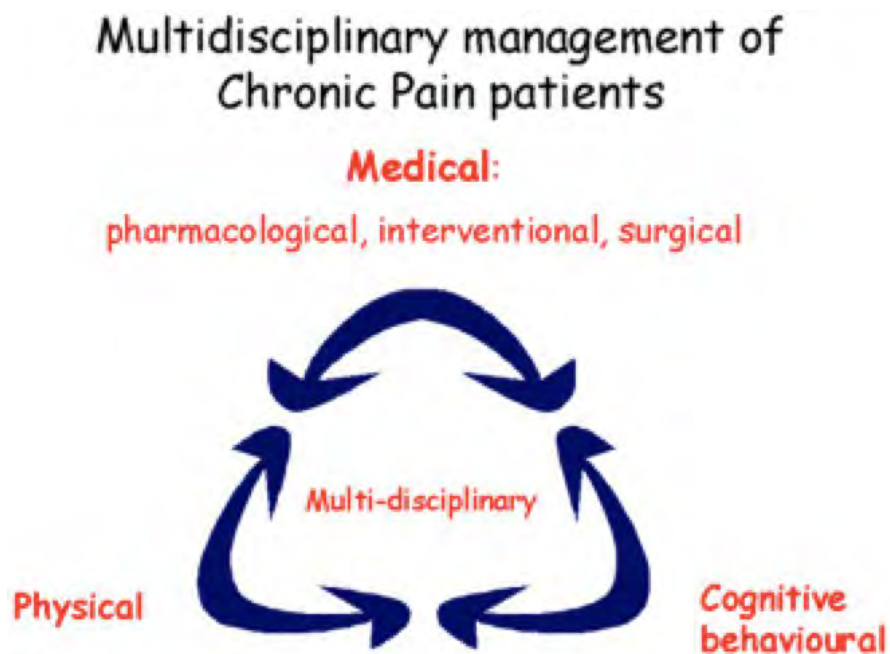 Multidisciplinary management of
Chronic Pain patients
Medical:
pharmacological, interventional, surgical
Multi-disciplinary
Physical
Cognitive
behavioural